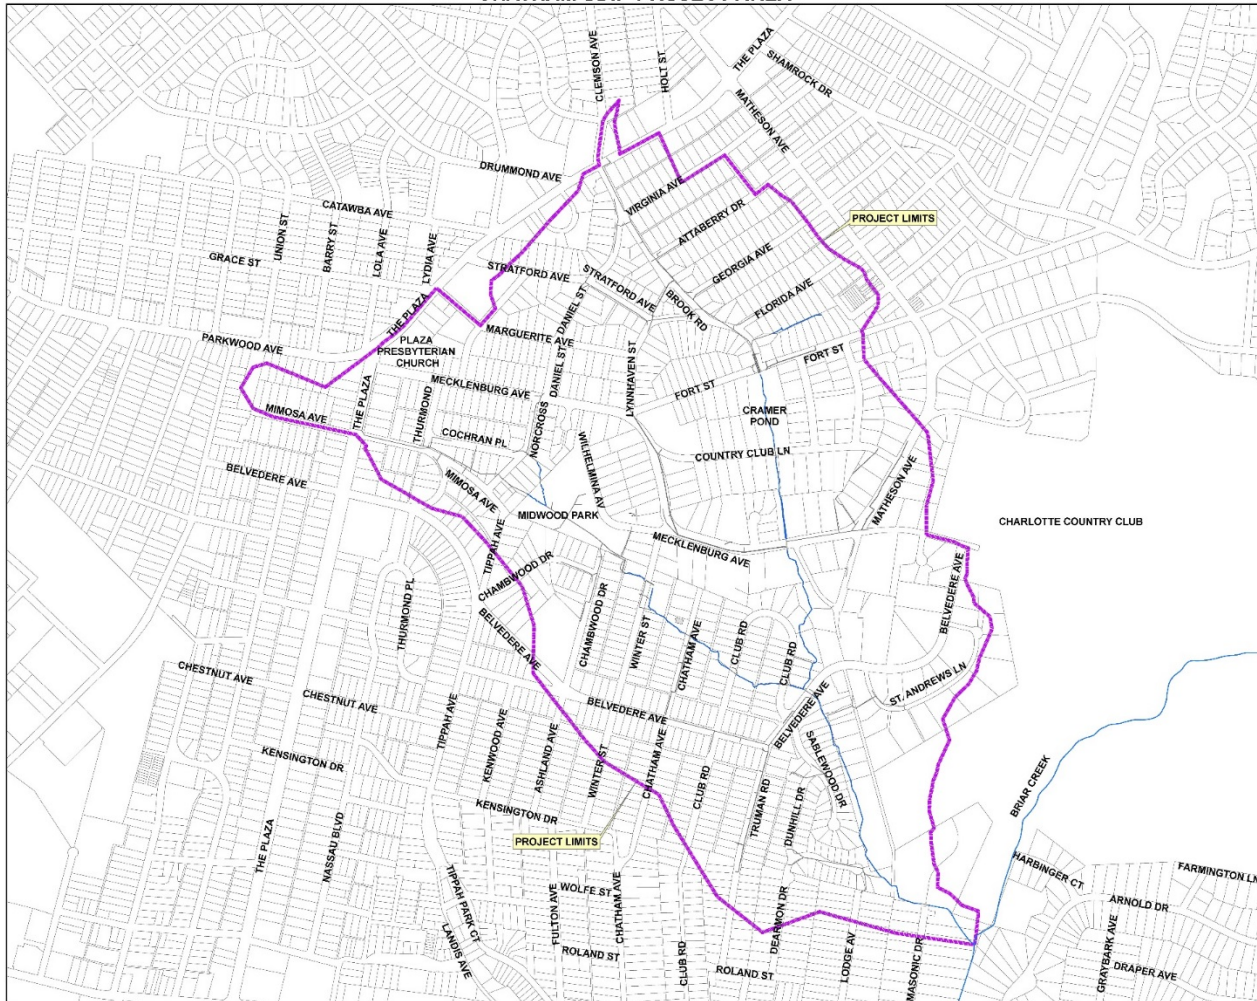 CLEMSON AVE
HOLT ST
THE PLAZA
SHAMROCK DR
MATHESON AVE
DRUMMOND AVE
VIRGINIA AVE
CATAWBA AVE
ATTABERRY DR
PROJECT LIMITS
UNION ST
BARRY ST
LOLA AVE
LYDIA AVE
GRACE ST
GEORGIA AVE
STRATFORD AVE
STRATFORD AVE
FLORIDA AVE
BROOK RD
DANIEL ST
THE PLAZA
MARGUERITE AVE
PARKWOOD AVE
PLAZA
PRESBYTERIAN
CHURCH
DANIEL ST
LYNNHAVEN ST
FORT ST
MECKLENBURG AVE
FORT ST
THE PLAZA
THURMOND
MIMOSA AVE
CRAMER
POND
NORCROSS
COCHRAN PL
COUNTRY CLUB LN
WILHELMINA AV
BELVEDERE AVE
MIMOSA AVE
MATHESON AVE
MIDWOOD PARK
CHARLOTTE COUNTRY CLUB
TIPPAH AVE
MECKLENBURG AVE
CHAMBWOOD DR
BELVEDERE AVE
THURMOND PL
CHAMBWOOD DR
WINTER ST
CHATHAM AVE
CLUB RD
CLUB RD
BELVEDERE AVE
CHESTNUT AVE
ST. ANDREWS LN
CHESTNUT AVE
BELVEDERE AVE
BELVEDERE AVE
TIPPAH AVE
KENWOOD AVE
ASHLAND AVE
WINTER ST
CHATHAM AVE
CLUB RD
SABLEWOOD DR
KENSINGTON DR
TRUMAN RD
DUNHILL DR
BRIAR CREEK
KENSINGTON DR
PROJECT LIMITS
THE PLAZA
NASSAU BLVD
HARBINGER CT
FARMINGTON LN
TIPPAH PARK CT
WOLFE ST
FULTON AVE
CHATHAM AVE
DEARMON DR
ARNOLD DR
LANDIS AVE
ROLAND ST
CLUB RD
ROLAND ST
LODGE AV
MASONIC DR
GRAYBARK AVE
DRAPER AVE